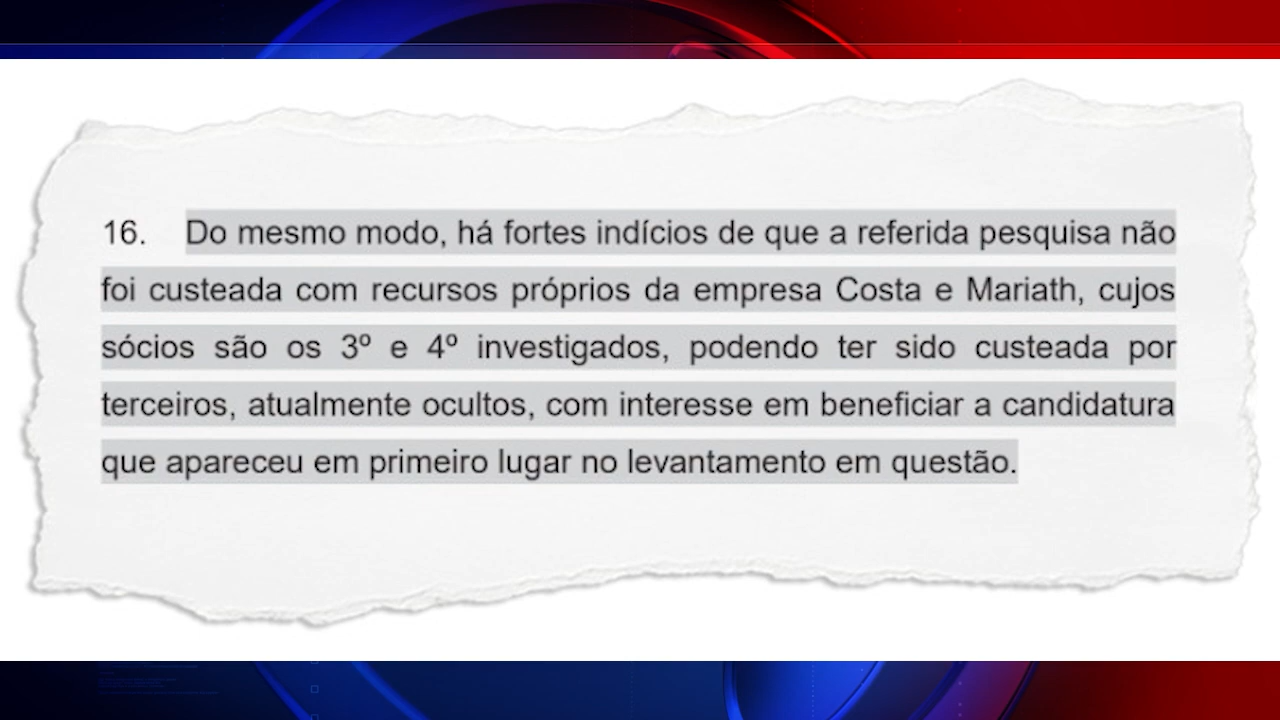 16. Do mesmo modo, há fortes indícios de que a referida pesquisa não
foi custeada com recursos próprios da empresa Costa e Mariath, cujos
sócios são os 3º e 4º investigados, podendo ter sido custeada por
terceiros, atualmente ocultos, com interesse em beneficiar a candidatura
que apareceu em primeiro lugar no levantamento em questão.